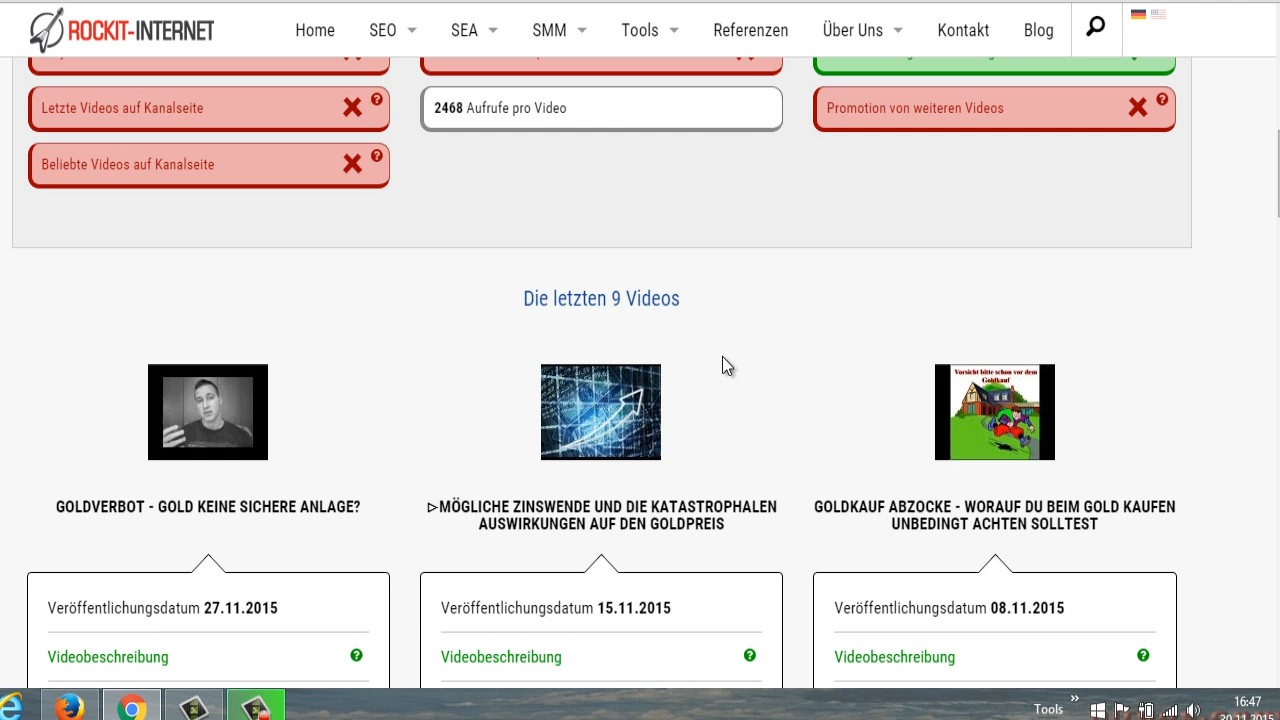 ROCKIT-INTERNET
Home SEO SEA SMM Tools Referenzen Über Uns Kontakt Blog
Letzte Videos auf Kanalseite
2468 Aufrufe pro Video
Promotion von weiteren Videos
Beliebte Videos auf Kanalseite
Die letzten 9 Videos
Vorsicht bitte schon vor dem
Goldkauf
GOLDVERBOT - GOLD KEINE SICHERE ANLAGE?
▷MÖGLICHE ZINSWENDE UND DIE KATASTROPHALEN
AUSWIRKUNGEN AUF DEN GOLDPREIS
GOLDKAUF ABZOCKE - WORAUF DU BEIM GOLD KAUFEN
UNBEDINGT ACHTEN SOLLTEST
Veröffentlichungsdatum 27.11.2015
Veröffentlichungsdatum 15.11.2015
Veröffentlichungsdatum 08.11.2015
Videobeschreibung
Videobeschreibung
Videobeschreibung
Tools
16:47
30.11.2015